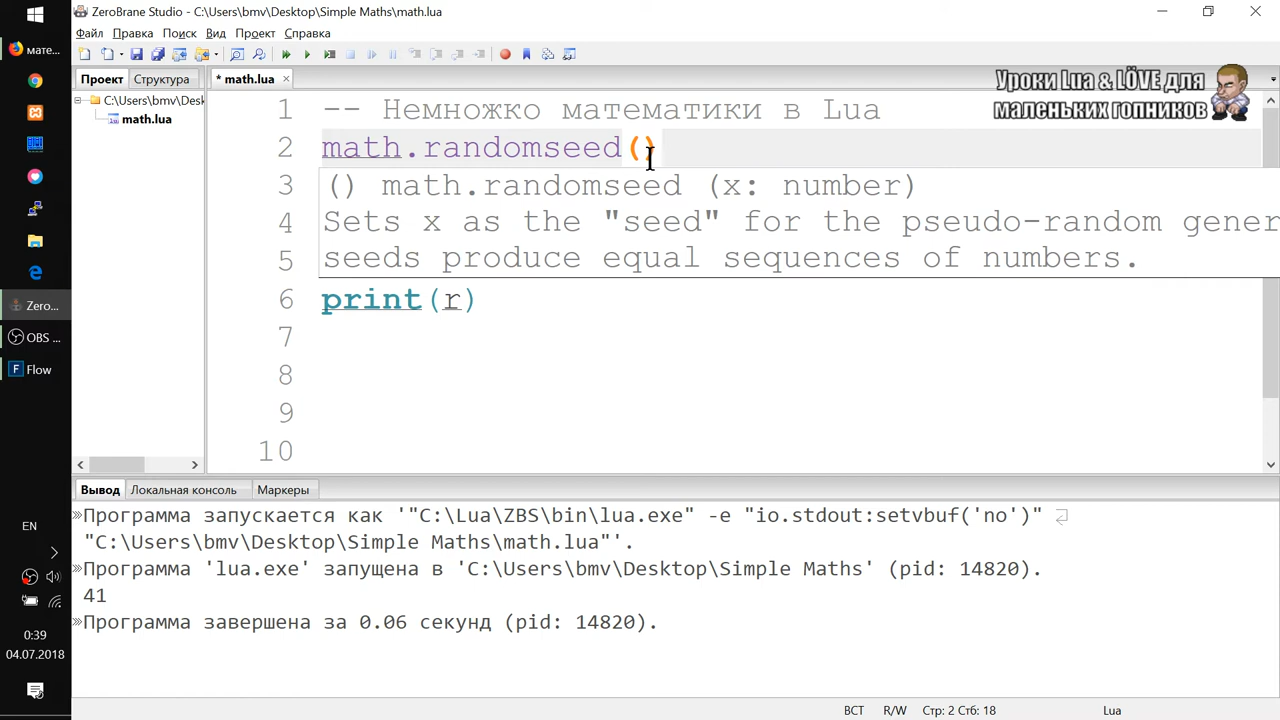 ZeroBrane Studio - C:\Users\bmv\Desktop\Simple Maths\math.lua
Файл Правка Поиск Вид Проект Справка
мате...
Проект Структура * math.lua
C:\Users\bmv\Desk
math.lua
Уроки Lua & LÖVE для
маленьких гопников
1 -- Немножко математики в Lua
2 math.randomseed()
3 () math.randomseed (x: number)
4 Sets x as the "seed" for the pseudo-random gener
5 seeds produce equal sequences of numbers.
6 print(r)
7
8
9
10
Zero...
OBS ...
Flow
Вывод Локальная консоль Маркеры
Программа запускается как '"C:\Lua\ZBS\bin\lua.exe" -e "io.stdout:setvbuf('no')"
"C:\Users\bmv\Desktop\Simple Maths\math.lua"'.
Программа 'lua.exe' запущена в 'C:\Users\bmv\Desktop\Simple Maths' (pid: 14820).
41
Программа завершена за 0.06 секунд (pid: 14820).
EN
0:39
04.07.2018
ВСТ R/W Стр: 2 Стб: 18 Lua